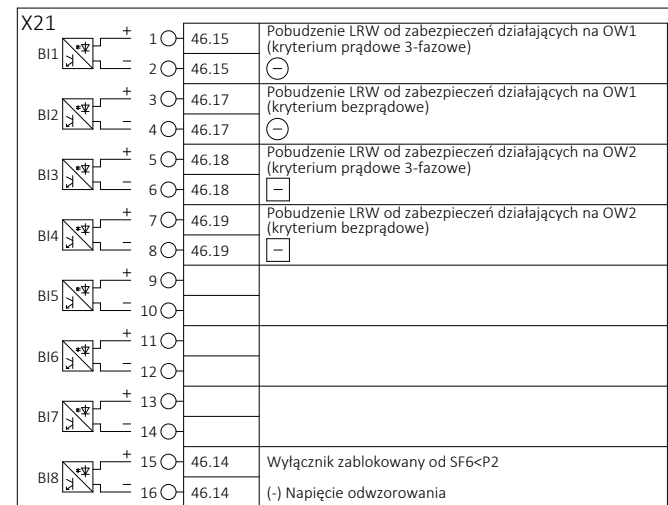 X21
BI1 + 1 46.15 Pobudzenie LRW od zabezpieczeń działających na OW1
(kryterium prądowe 3-fazowe)
− 2 46.15 −
BI2 + 3 46.17 Pobudzenie LRW od zabezpieczeń działających na OW1
(kryterium bezprądowe)
− 4 46.17 −
BI3 + 5 46.18 Pobudzenie LRW od zabezpieczeń działających na OW2
(kryterium prądowe 3-fazowe)
− 6 46.18 −
BI4 + 7 46.19 Pobudzenie LRW od zabezpieczeń działających na OW2
(kryterium bezprądowe)
− 8 46.19 −
BI5 + 9
− 10
BI6 + 11
− 12
BI7 + 13
− 14
BI8 + 15 46.14 Wyłącznik zablokowany od SF6<P2
− 16 46.14 (-) Napięcie odwzorowania